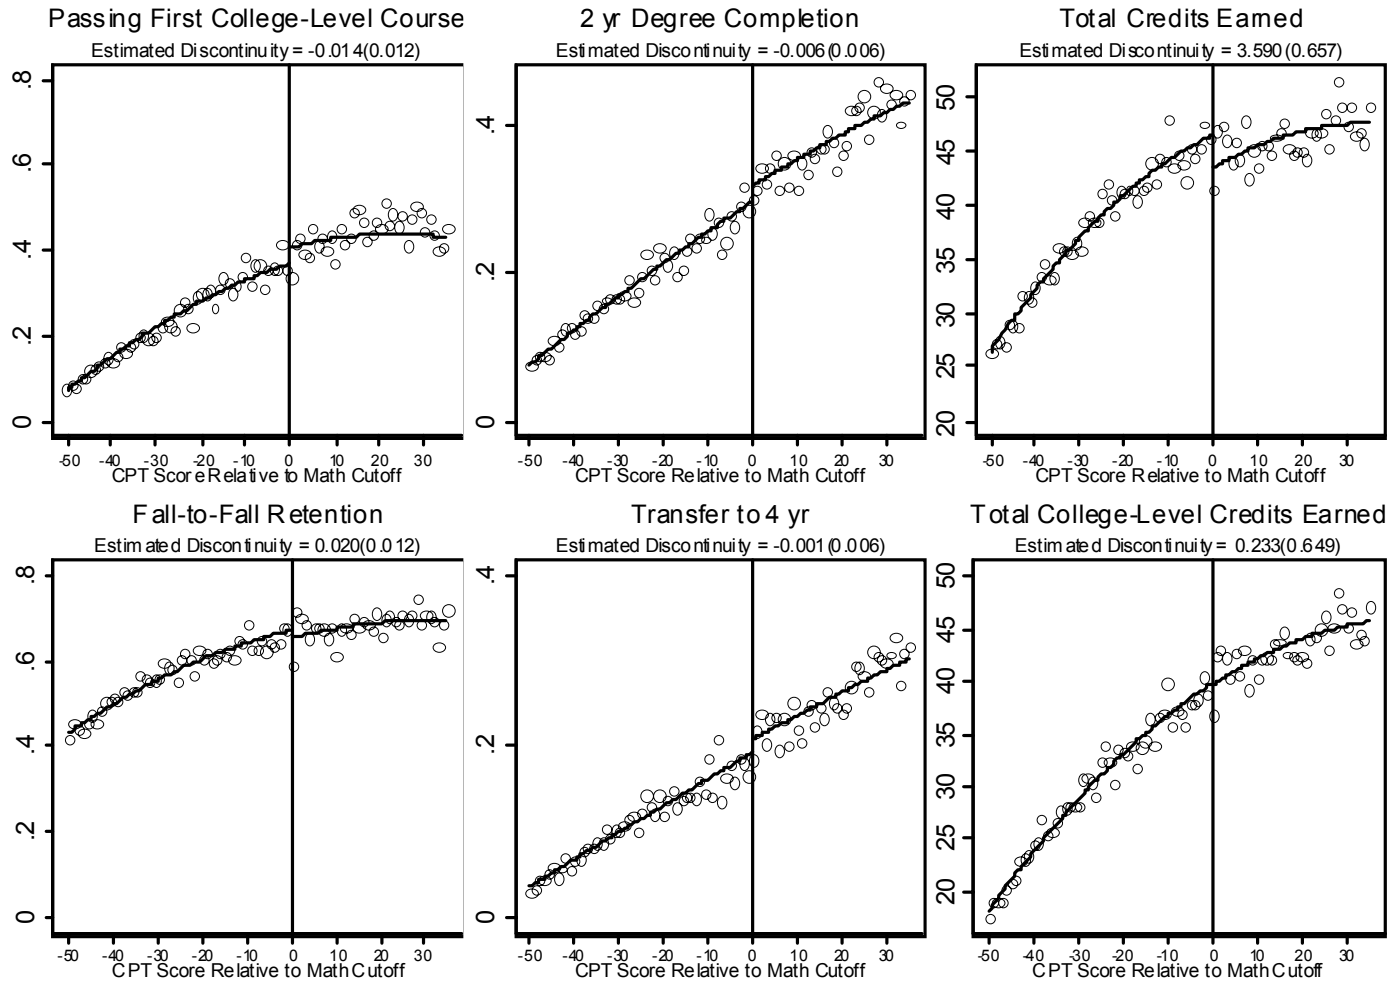 Passing First College-Level Course
Estimated Discontinuity = -0.014(0.012)
.8
.6
.4
.2
0
-50 -40 -30 -20 -10 0 10 20 30
CPT Score Relative to Math Cutoff
2 yr Degree Completion
Estimated Discontinuity = -0.006(0.006)
.4
.2
0
-50 -40 -30 -20 -10 0 10 20 30
CPT Score Relative to Math Cutoff
Total Credits Earned
Estimated Discontinuity = 3.590(0.657)
50
45
40
35
30
25
20
-50 -40 -30 -20 -10 0 10 20 30
CPT Score Relative to Math Cutoff
Fall-to-Fall Retention
Estimated Discontinuity = 0.020(0.012)
.8
.6
.4
.2
0
-50 -40 -30 -20 -10 0 10 20 30
CPT Score Relative to Math Cutoff
Transfer to 4 yr
Estimated Discontinuity = -0.001(0.006)
.4
.2
0
-50 -40 -30 -20 -10 0 10 20 30
CPT Score Relative to Math Cutoff
Total College-Level Credits Earned
Estimated Discontinuity = 0.233(0.649)
50
45
40
35
30
25
20
-50 -40 -30 -20 -10 0 10 20 30
CPT Score Relative to Math Cutoff